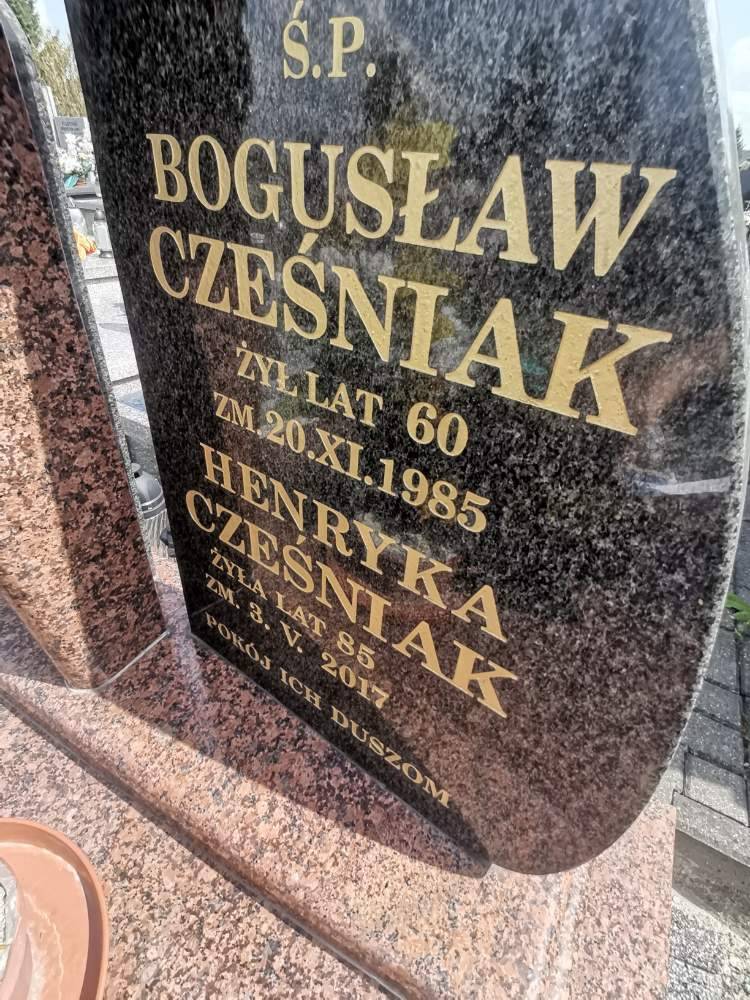 Ś.P.
BOGUSŁAW
CZEŚNIAK
ŻYŁ LAT 60
ZM. 20.XI.1985
HENRYKA
CZEŚNIAK
ŻYŁA LAT 85
ZM. 3. V. 2017
POKÓJ ICH DUSZOM